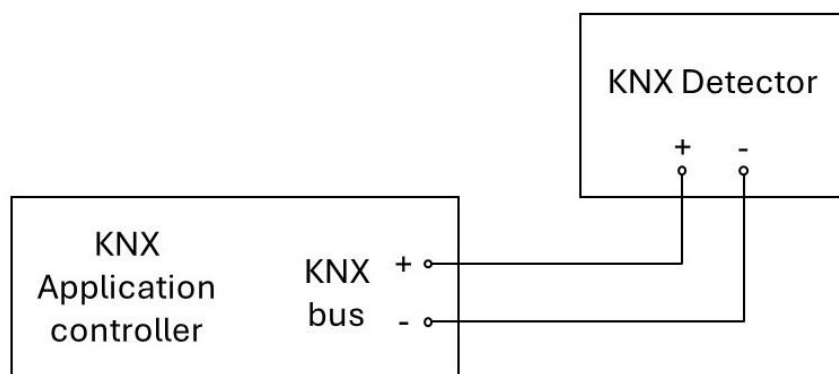 KNX Detector
+ -
KNX
Application
controller
KNX
bus
+
-